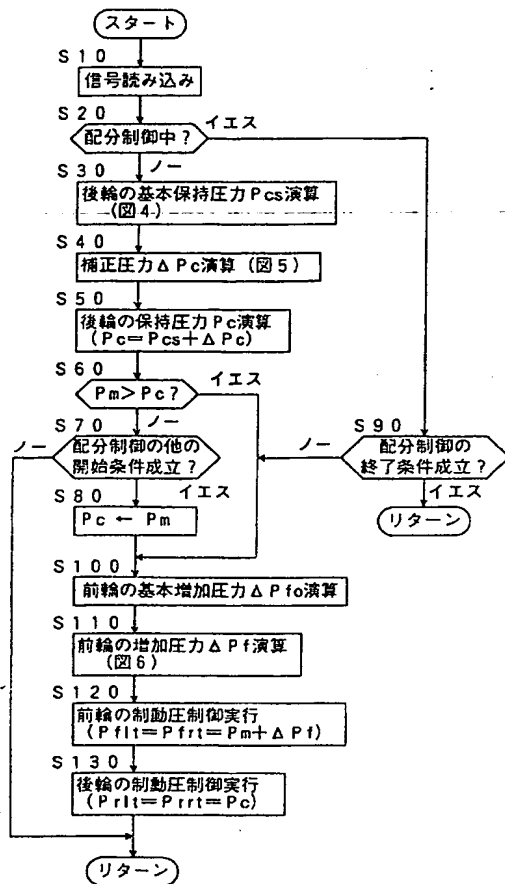 スタート
S10
信号読み込み
S20
配分制御中?
イエス
ノー
S30
後輪の基本保持圧力Pcs演算
(図4)
S40
補正圧力ΔPc演算(図5)
S50
後輪の保持圧力Pc演算
(Pc=Pcs+ΔPc)
S60
Pm>Pc?
イエス
ノー
S70
配分制御の他の
開始条件成立?
ノー
イエス
S90
配分制御の
終了条件成立?
ノー
イエス
リターン
S80
Pc←Pm
S100
前輪の基本増加圧力ΔPfo演算
S110
前輪の増加圧力ΔPf演算
(図6)
S120
前輪の制動圧制御実行
(Pflt=Pfrt=Pm+ΔPf)
S130
後輪の制動圧制御実行
(Prlt=Prrt=Pc)
リターン